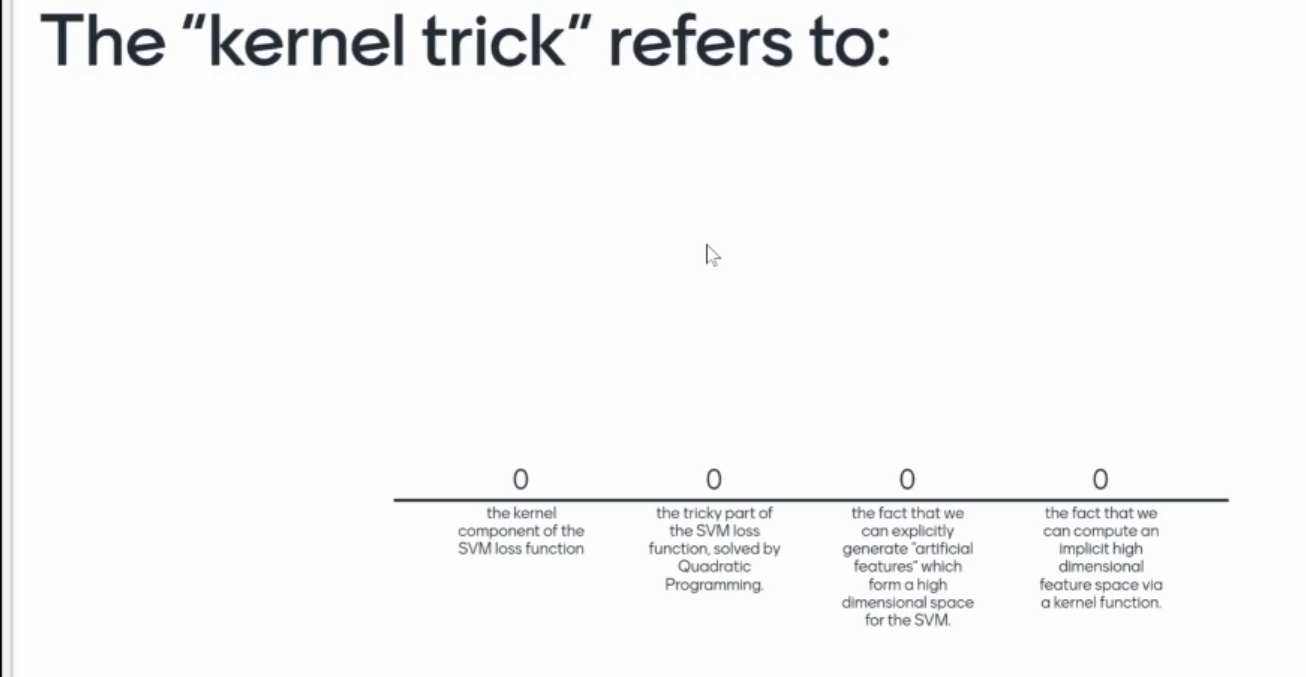 The “kernel trick” refers to:
0
0
0
0
the kernel
component of the
SVM loss function
the tricky part of
the SVM loss
function, solved by
Quadratic
Programming.
the fact that we
can explicitly
generate "artificial
features" which
form a high
dimensional space
for the SVM.
the fact that we
can compute an
implicit high
dimensional
feature space via
a kernel function.